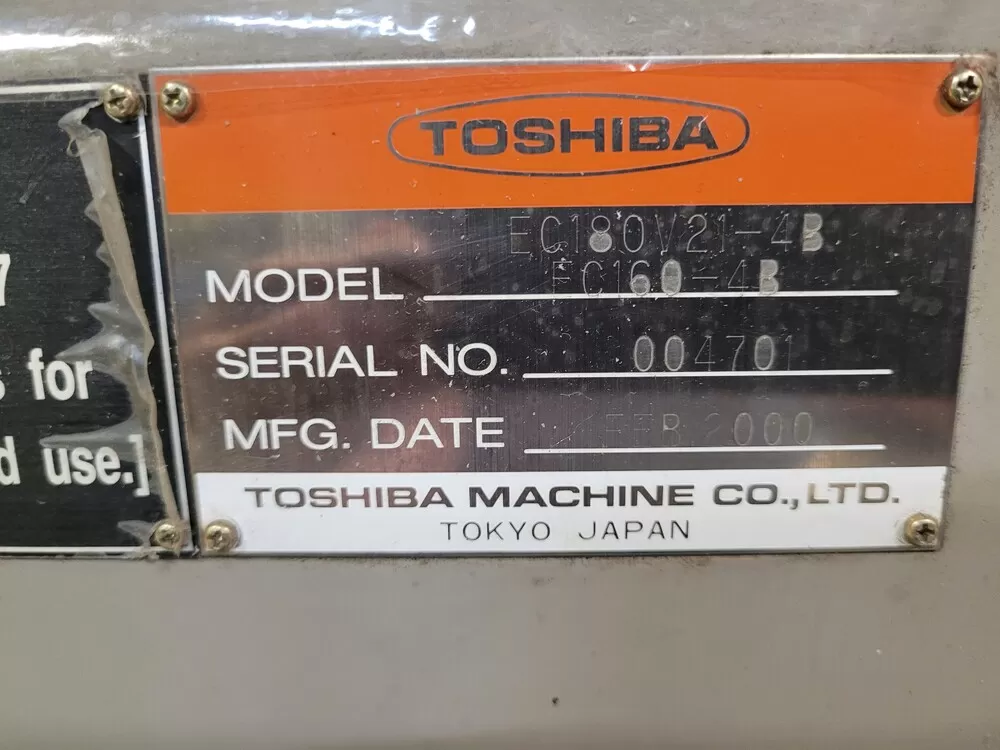 7
s for
d use.]
TOSHIBA
EC180V21-4B
MODEL EC160-4B
SERIAL NO. 004701
MFG. DATE FEB 2000
TOSHIBA MACHINE CO., LTD.
TOKYO JAPAN